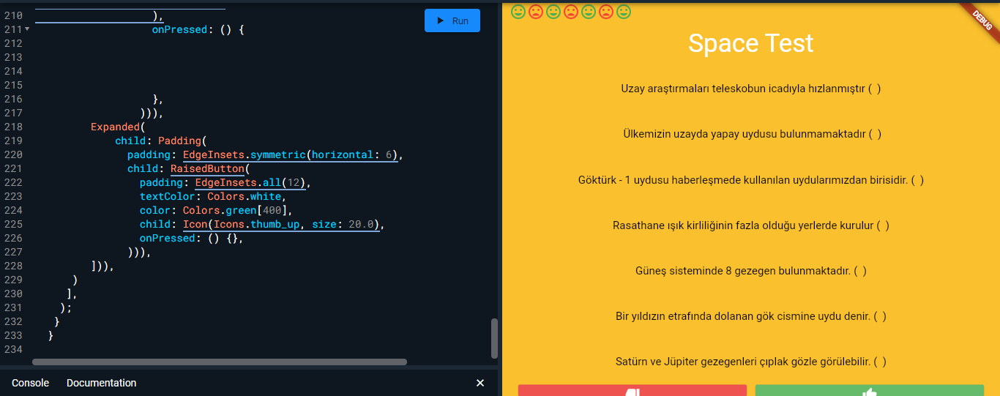 210 ),
211 onPressed: () {
212
213
214
215
216 },
217 ))),
218 Expanded(
219 child: Padding(
220 padding: EdgeInsets.symmetric(horizontal: 6),
221 child: RaisedButton(
222 padding: EdgeInsets.all(12),
223 textColor: Colors.white,
224 color: Colors.green[400],
225 child: Icon(Icons.thumb_up, size: 20.0),
226 onPressed: () {},
227 ))),
228 ])),
229 )
230 ],
231 );
232 }
233 }
234
Run
Console Documentation ×
DEBUG
Space Test
Uzay araştırmaları teleskobun icadıyla hızlanmıştır ( )
Ülkemizin uzayda yapay uydusu bulunmamaktadır ( )
Göktürk - 1 uydusu haberleşmede kullanılan uydularımızdan birisidir. ( )
Rasathane ışık kirliliğinin fazla olduğu yerlerde kurulur ( )
Güneş sisteminde 8 gezegen bulunmaktadır. ( )
Bir yıldızın etrafında dolanan gök cismine uydu denir. ( )
Satürn ve Jüpiter gezegenleri çıplak gözle görülebilir. ( )